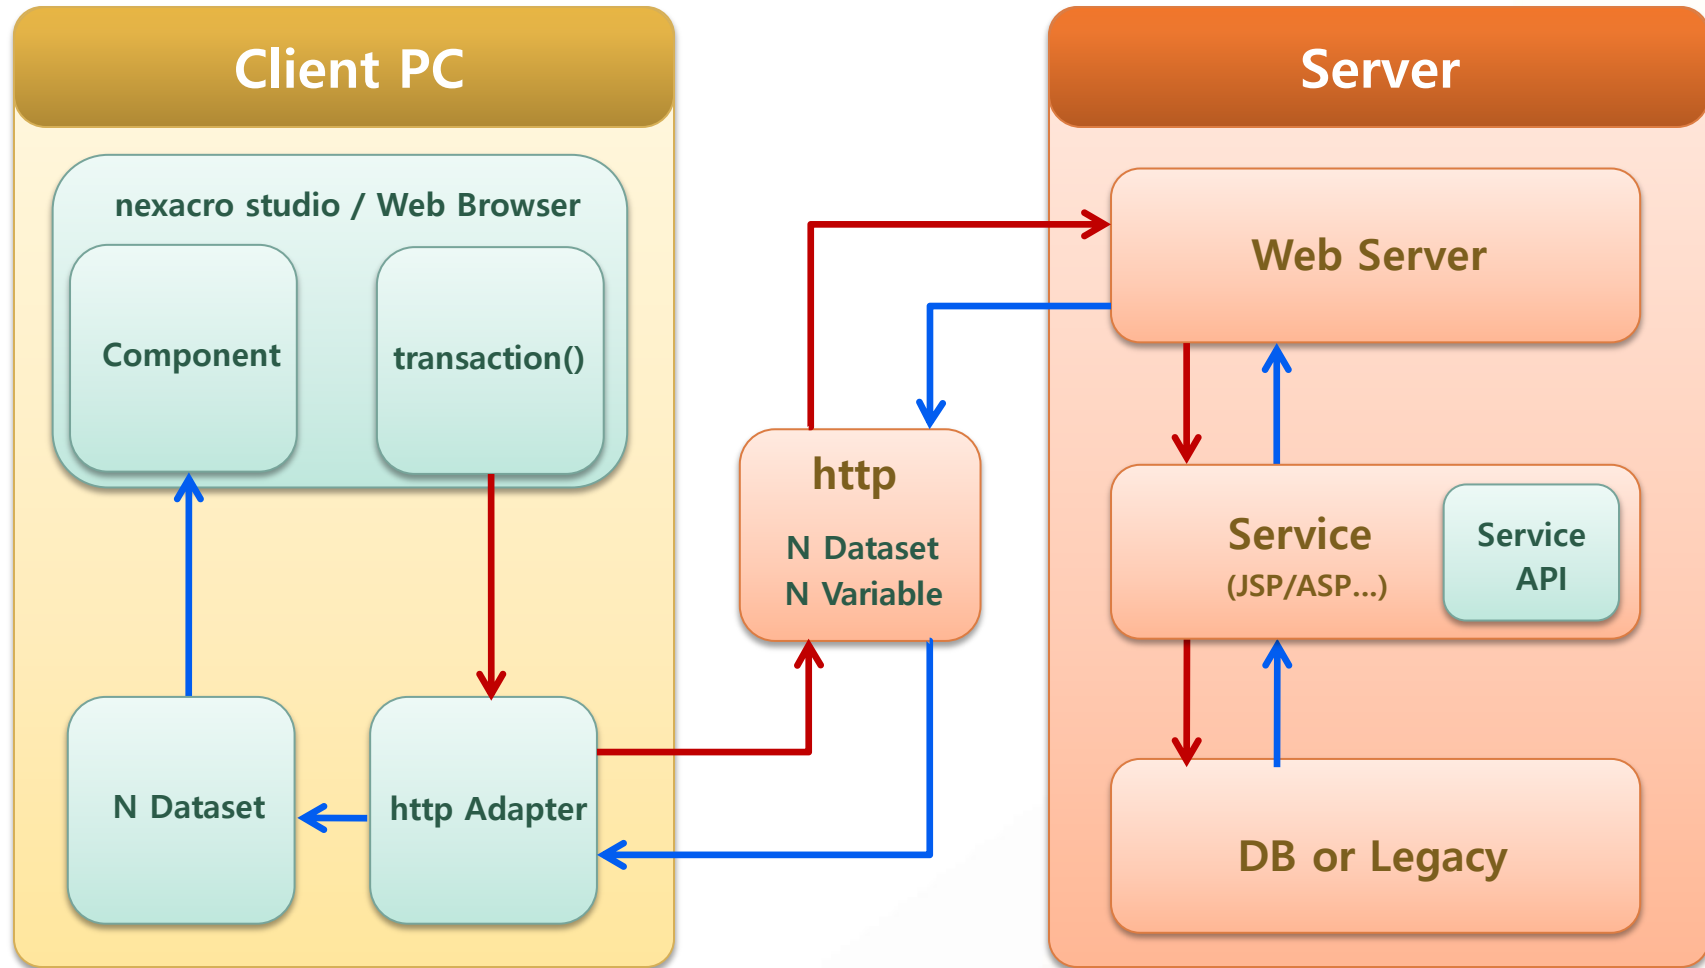 Client PC
nexacro studio / Web Browser
Component
transaction()
N Dataset
http Adapter
http
N Dataset
N Variable
Server
Web Server
Service
(JSP/ASP...)
Service
API
DB or Legacy